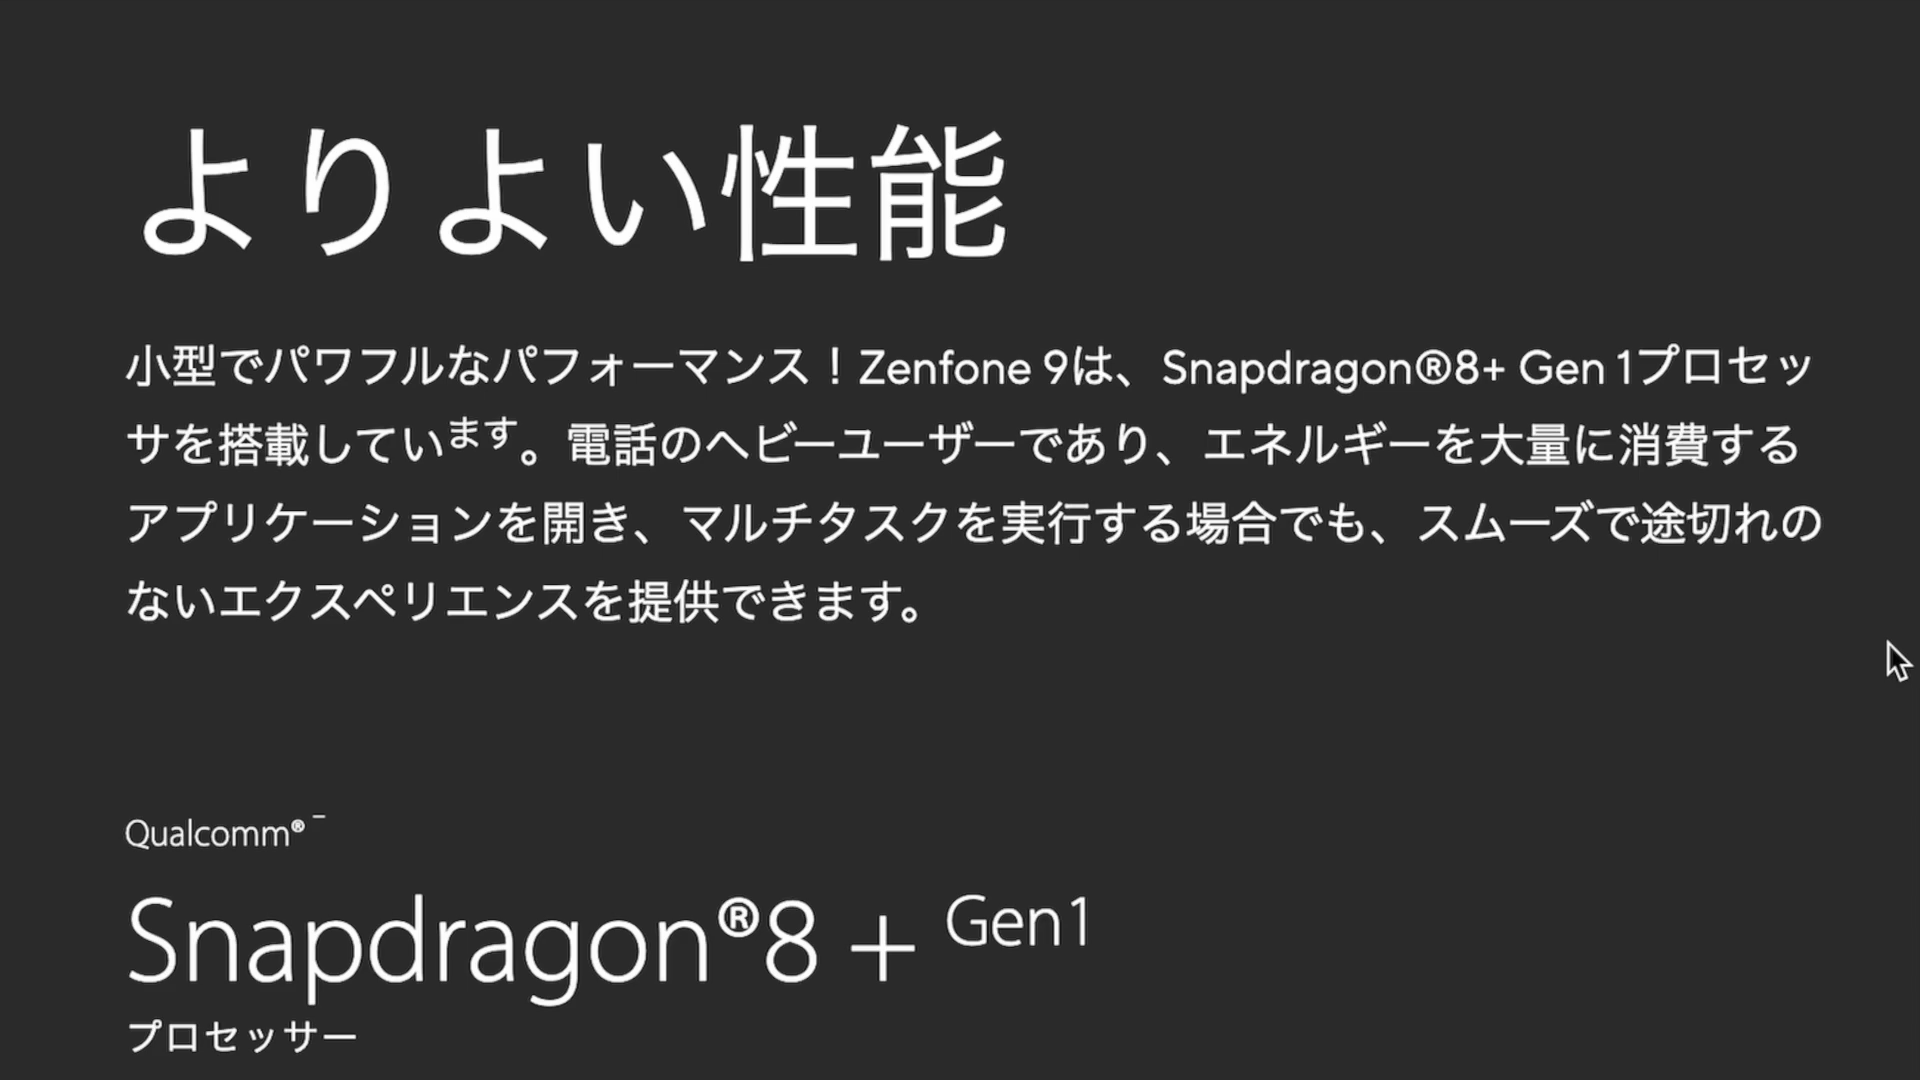 よりよい性能
小型でパワフルなパフォーマンス！Zenfone 9は、Snapdragon®8+ Gen 1プロセッ
サを搭載しています。電話のヘビーユーザーであり、エネルギーを大量に消費する
アプリケーションを開き、マルチタスクを実行する場合でも、スムーズで途切れの
ないエクスペリエンスを提供できます。
Qualcomm® –
Snapdragon®8 + Gen1
プロセッサー